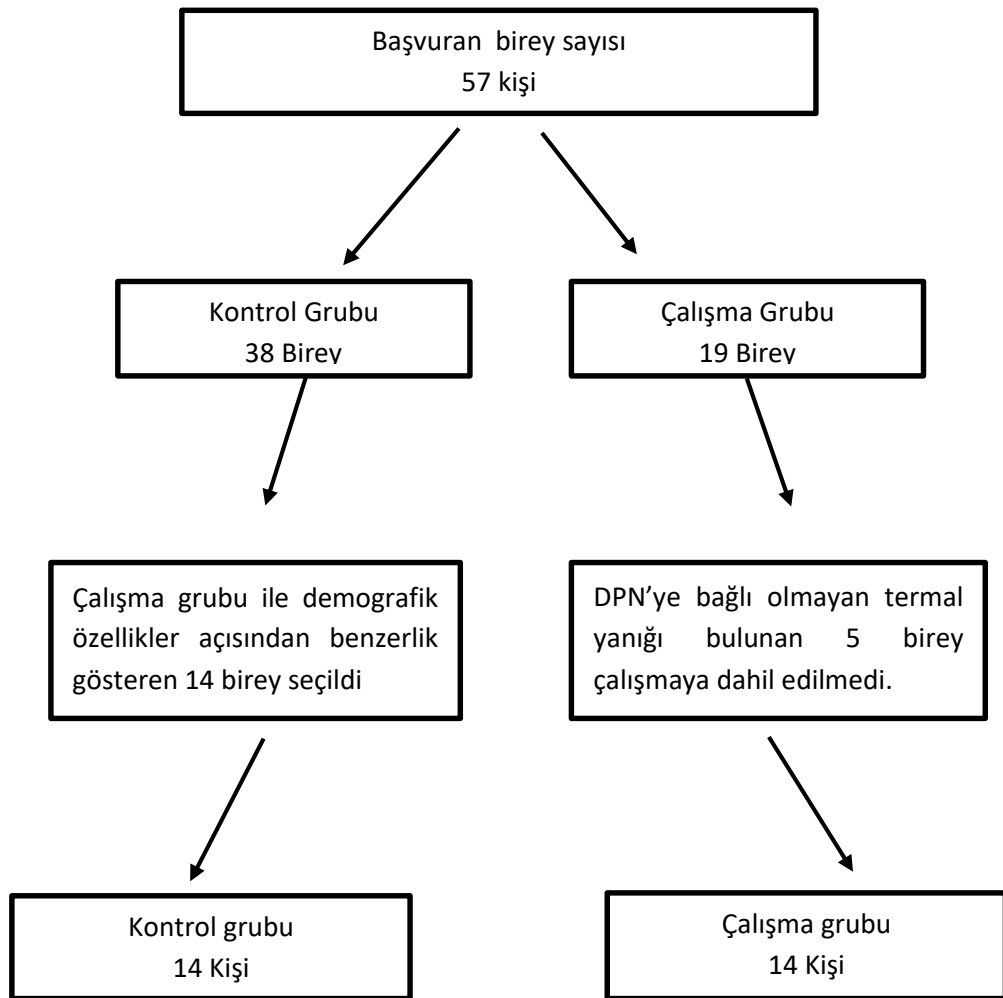 Başvuran birey sayısı
57 kişi
Kontrol Grubu
38 Birey
Çalışma Grubu
19 Birey
Çalışma grubu ile demografik
özellikler açısından benzerlik
gösteren 14 birey seçildi
DPN’ye bağlı olmayan termal
yanığı bulunan 5 birey
çalışmaya dahil edilmedi.
Kontrol grubu
14 Kişi
Çalışma grubu
14 Kişi